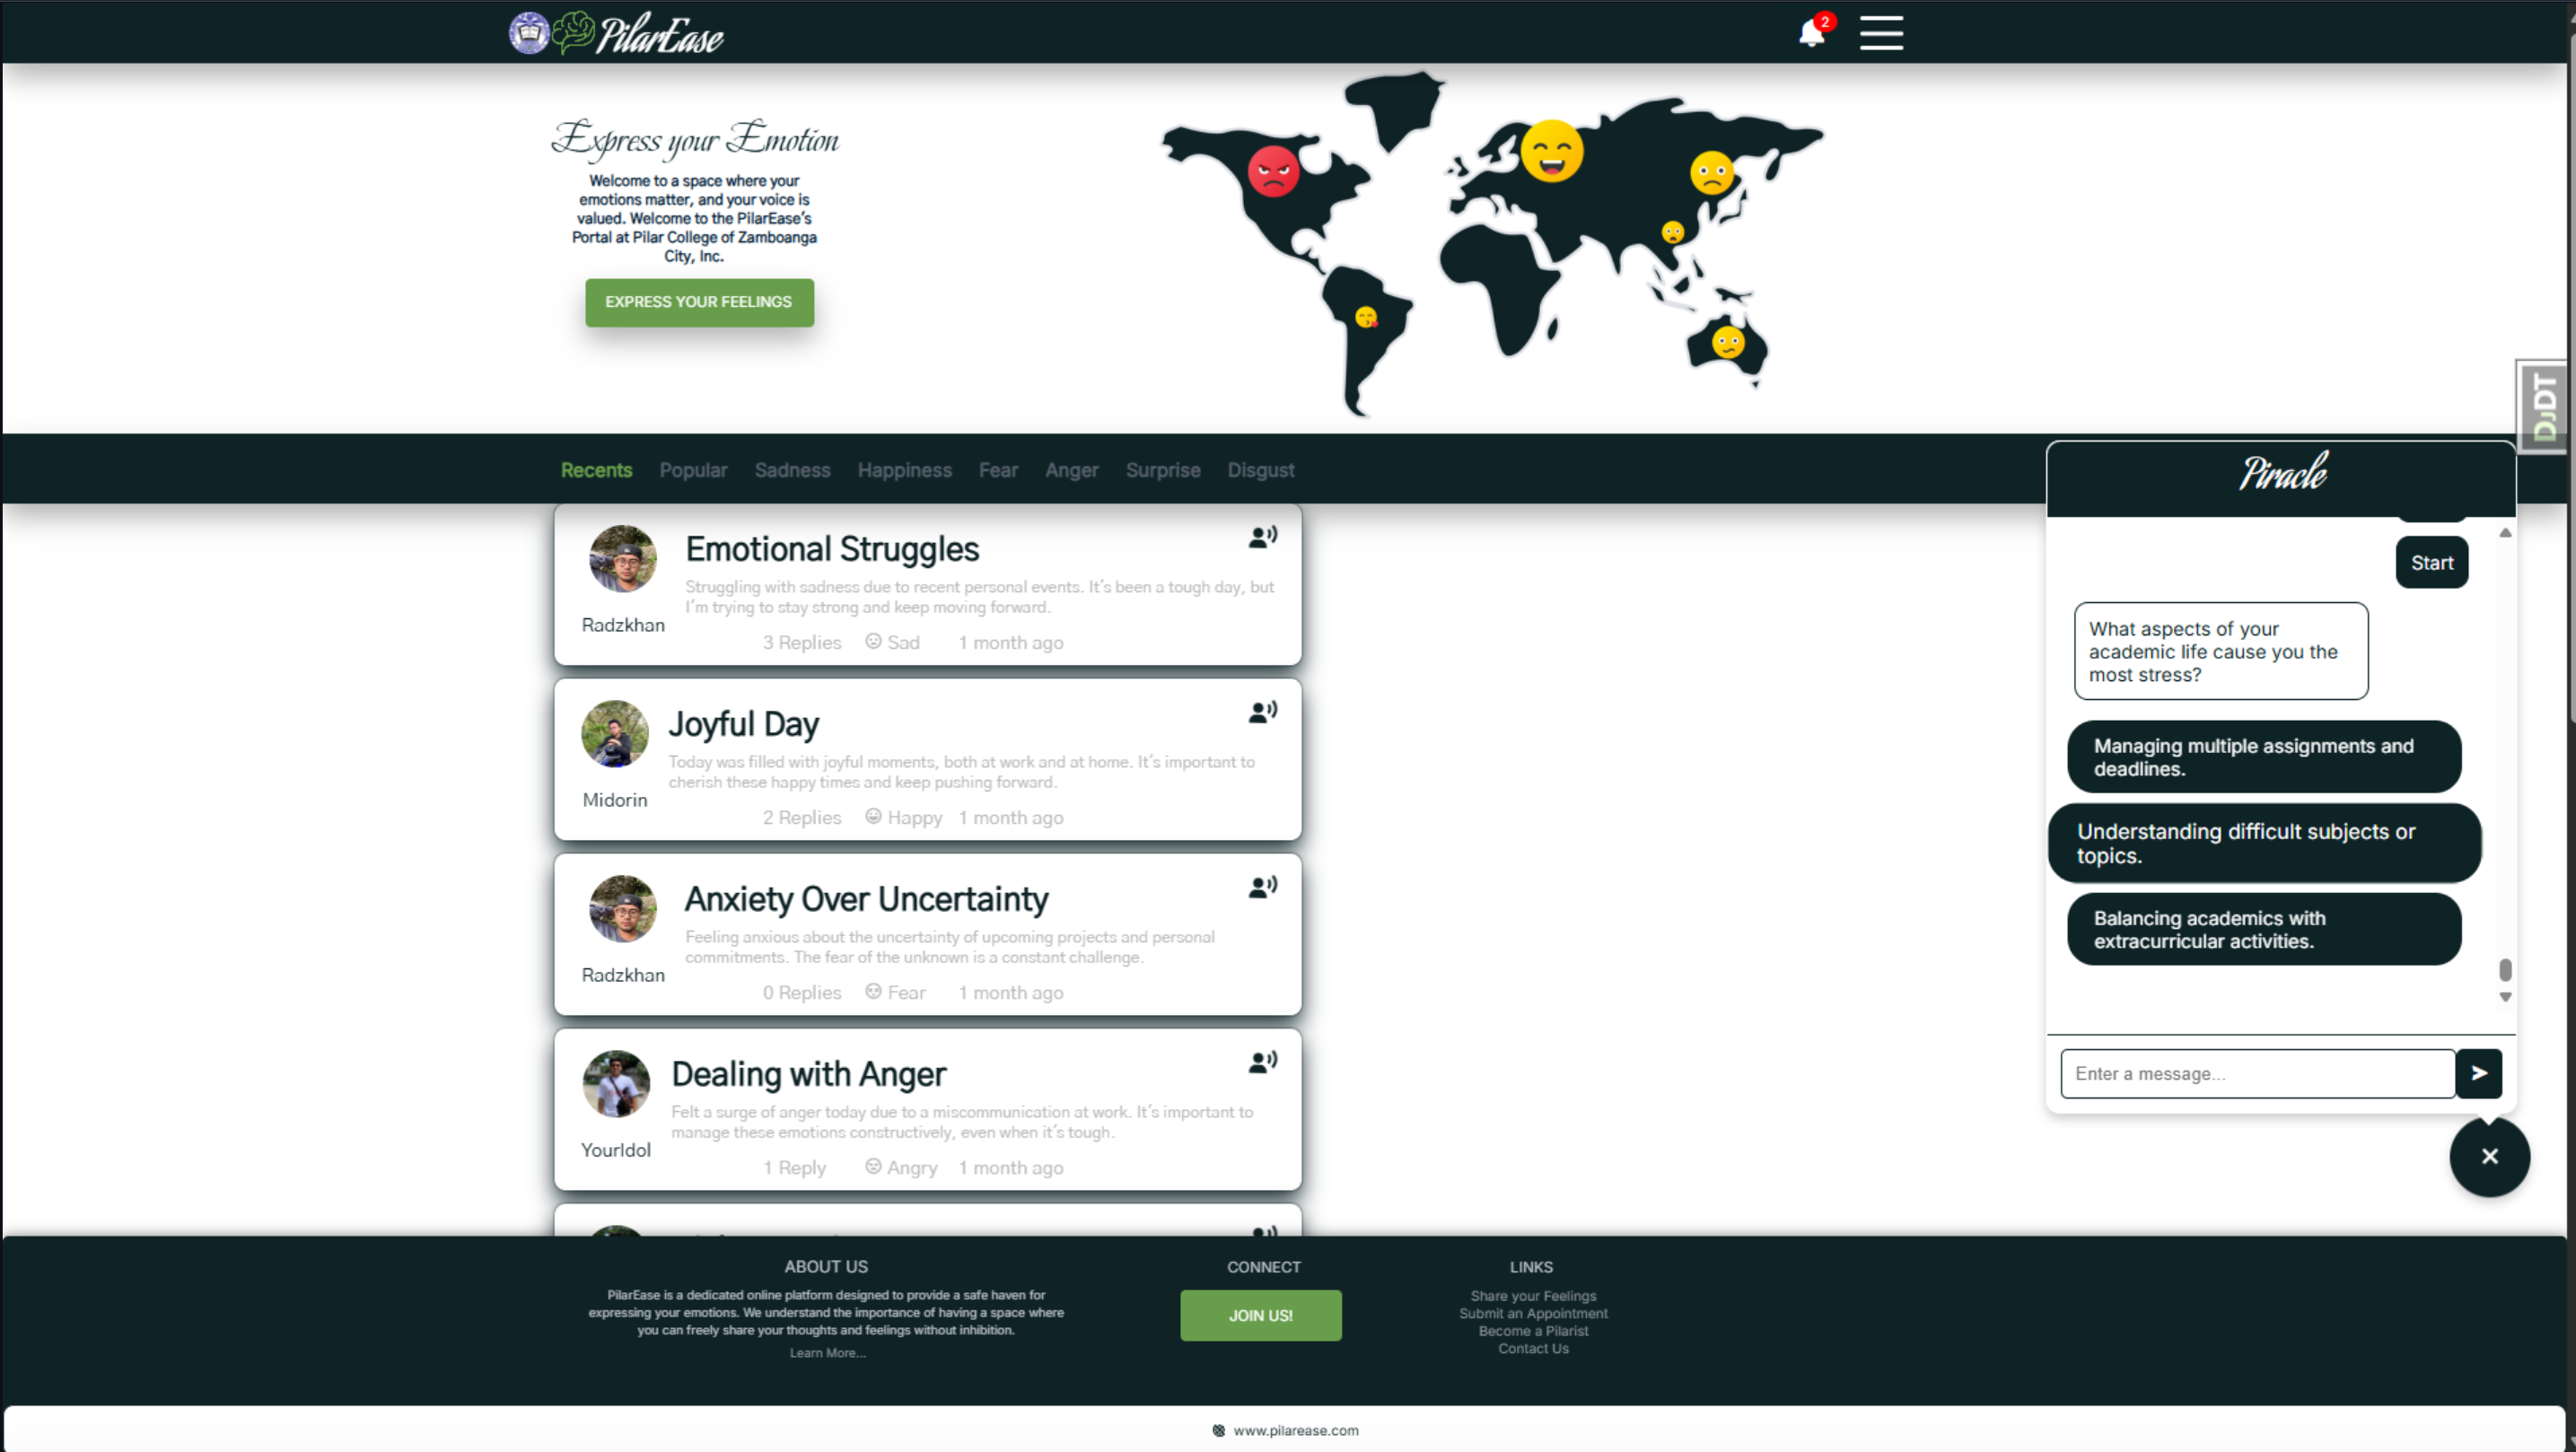 PilarEase
2
Express your Emotion
Welcome to a space where your
emotions matter, and your voice is
valued. Welcome to the PilarEase's
Portal at Pilar College of Zamboanga
City, Inc.
EXPRESS YOUR FEELINGS
DJDT
Recents Popular Sadness Happiness Fear Anger Surprise Disgust
Emotional Struggles
Struggling with sadness due to recent personal events. It's been a tough day, but
I'm trying to stay strong and keep moving forward.
Radzkhan
3 Replies Sad 1 month ago
Joyful Day
Today was filled with joyful moments, both at work and at home. It's important to
cherish these happy times and keep pushing forward.
Midorin
2 Replies Happy 1 month ago
Anxiety Over Uncertainty
Feeling anxious about the uncertainty of upcoming projects and personal
commitments. The fear of the unknown is a constant challenge.
Radzkhan
0 Replies Fear 1 month ago
Dealing with Anger
Felt a surge of anger today due to a miscommunication at work. It's important to
manage these emotions constructively, even when it's tough.
YourIdol
1 Reply Angry 1 month ago
Piracle
Start
What aspects of your
academic life cause you the
most stress?
Managing multiple assignments and
deadlines.
Understanding difficult subjects or
topics.
Balancing academics with
extracurricular activities.
Enter a message...
ABOUT US
PilarEase is a dedicated online platform designed to provide a safe haven for
expressing your emotions. We understand the importance of having a space where
you can freely share your thoughts and feelings without inhibition.
Learn More...
CONNECT
JOIN US!
LINKS
Share your Feelings
Submit an Appointment
Become a Pilarist
Contact Us
www.pilarease.com